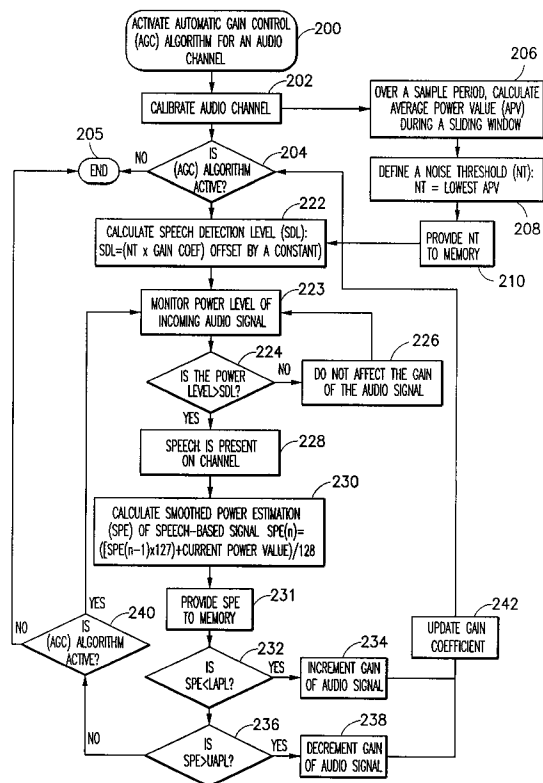 ACTIVATE AUTOMATIC GAIN CONTROL
(AGC) ALGORITHM FOR AN AUDIO
CHANNEL
200
202
CALIBRATE AUDIO CHANNEL
206
OVER A SAMPLE PERIOD, CALCULATE
AVERAGE POWER VALUE (APV)
DURING A SLIDING WINDOW
205
END
NO
IS
(AGC) ALGORITHM
ACTIVE?
204
DEFINE A NOISE THRESHOLD (NT):
NT = LOWEST APV
208
YES
222
CALCULATE SPEECH DETECTION LEVEL (SDL):
SDL=(NT x GAIN COEF) OFFSET BY A CONSTANT)
PROVIDE NT
TO MEMORY
210
223
MONITOR POWER LEVEL OF
INCOMING AUDIO SIGNAL
224
IS THE POWER
LEVEL>SDL?
NO
226
DO NOT AFFECT THE GAIN
OF THE AUDIO SIGNAL
YES
SPEECH IS PRESENT
ON CHANNEL
228
230
CALCULATE SMOOTHED POWER ESTIMATION
(SPE) OF SPEECH-BASED SIGNAL SPE(n)=
([SPE(n-1)x127)+CURRENT POWER VALUE)/128
PROVIDE SPE
TO MEMORY
231
NO
YES
240
IS
(AGC) ALGORITHM
ACTIVE?
232
IS
SPE<LAPL?
YES
234
INCREMENT GAIN
OF AUDIO SIGNAL
242
UPDATE GAIN
COEFFICIENT
NO
236
IS
SPE>UAPL?
YES
238
DECREMENT GAIN
OF AUDIO SIGNAL